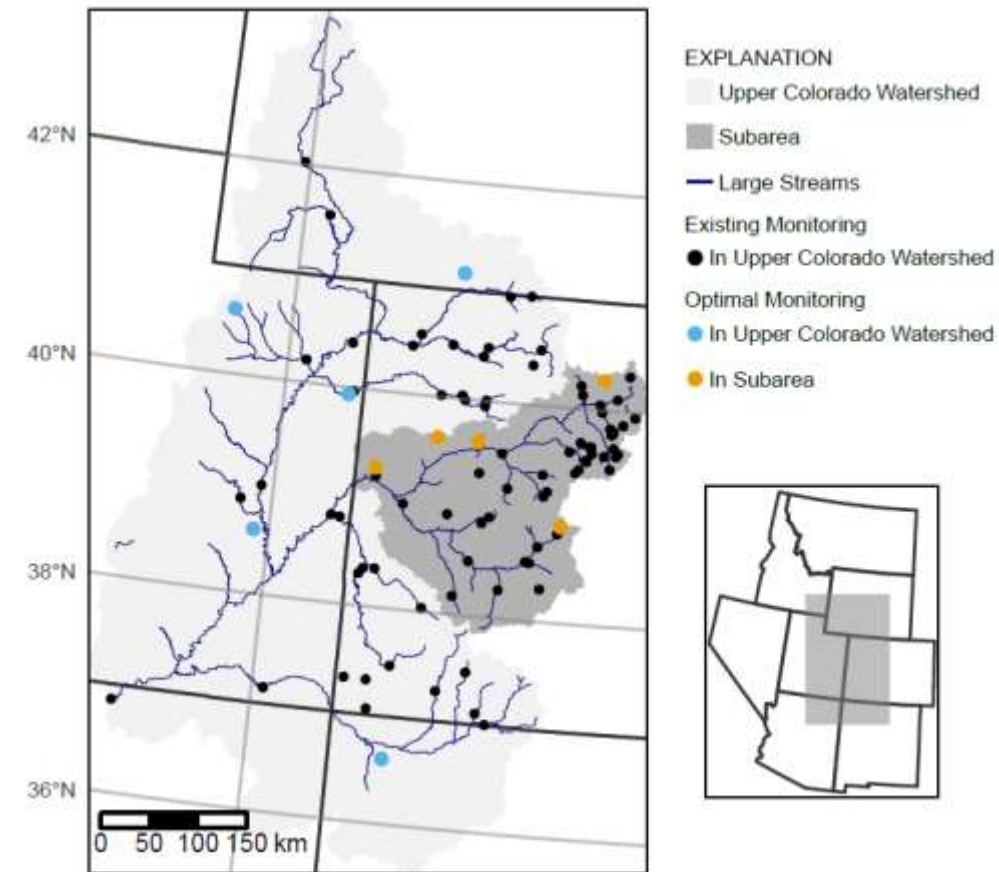 42°N
40°N
38°N
36°N
0 50 100 150 km
EXPLANATION
Upper Colorado Watershed
Subarea
Large Streams
Existing Monitoring
In Upper Colorado Watershed
Optimal Monitoring
In Upper Colorado Watershed
In Subarea